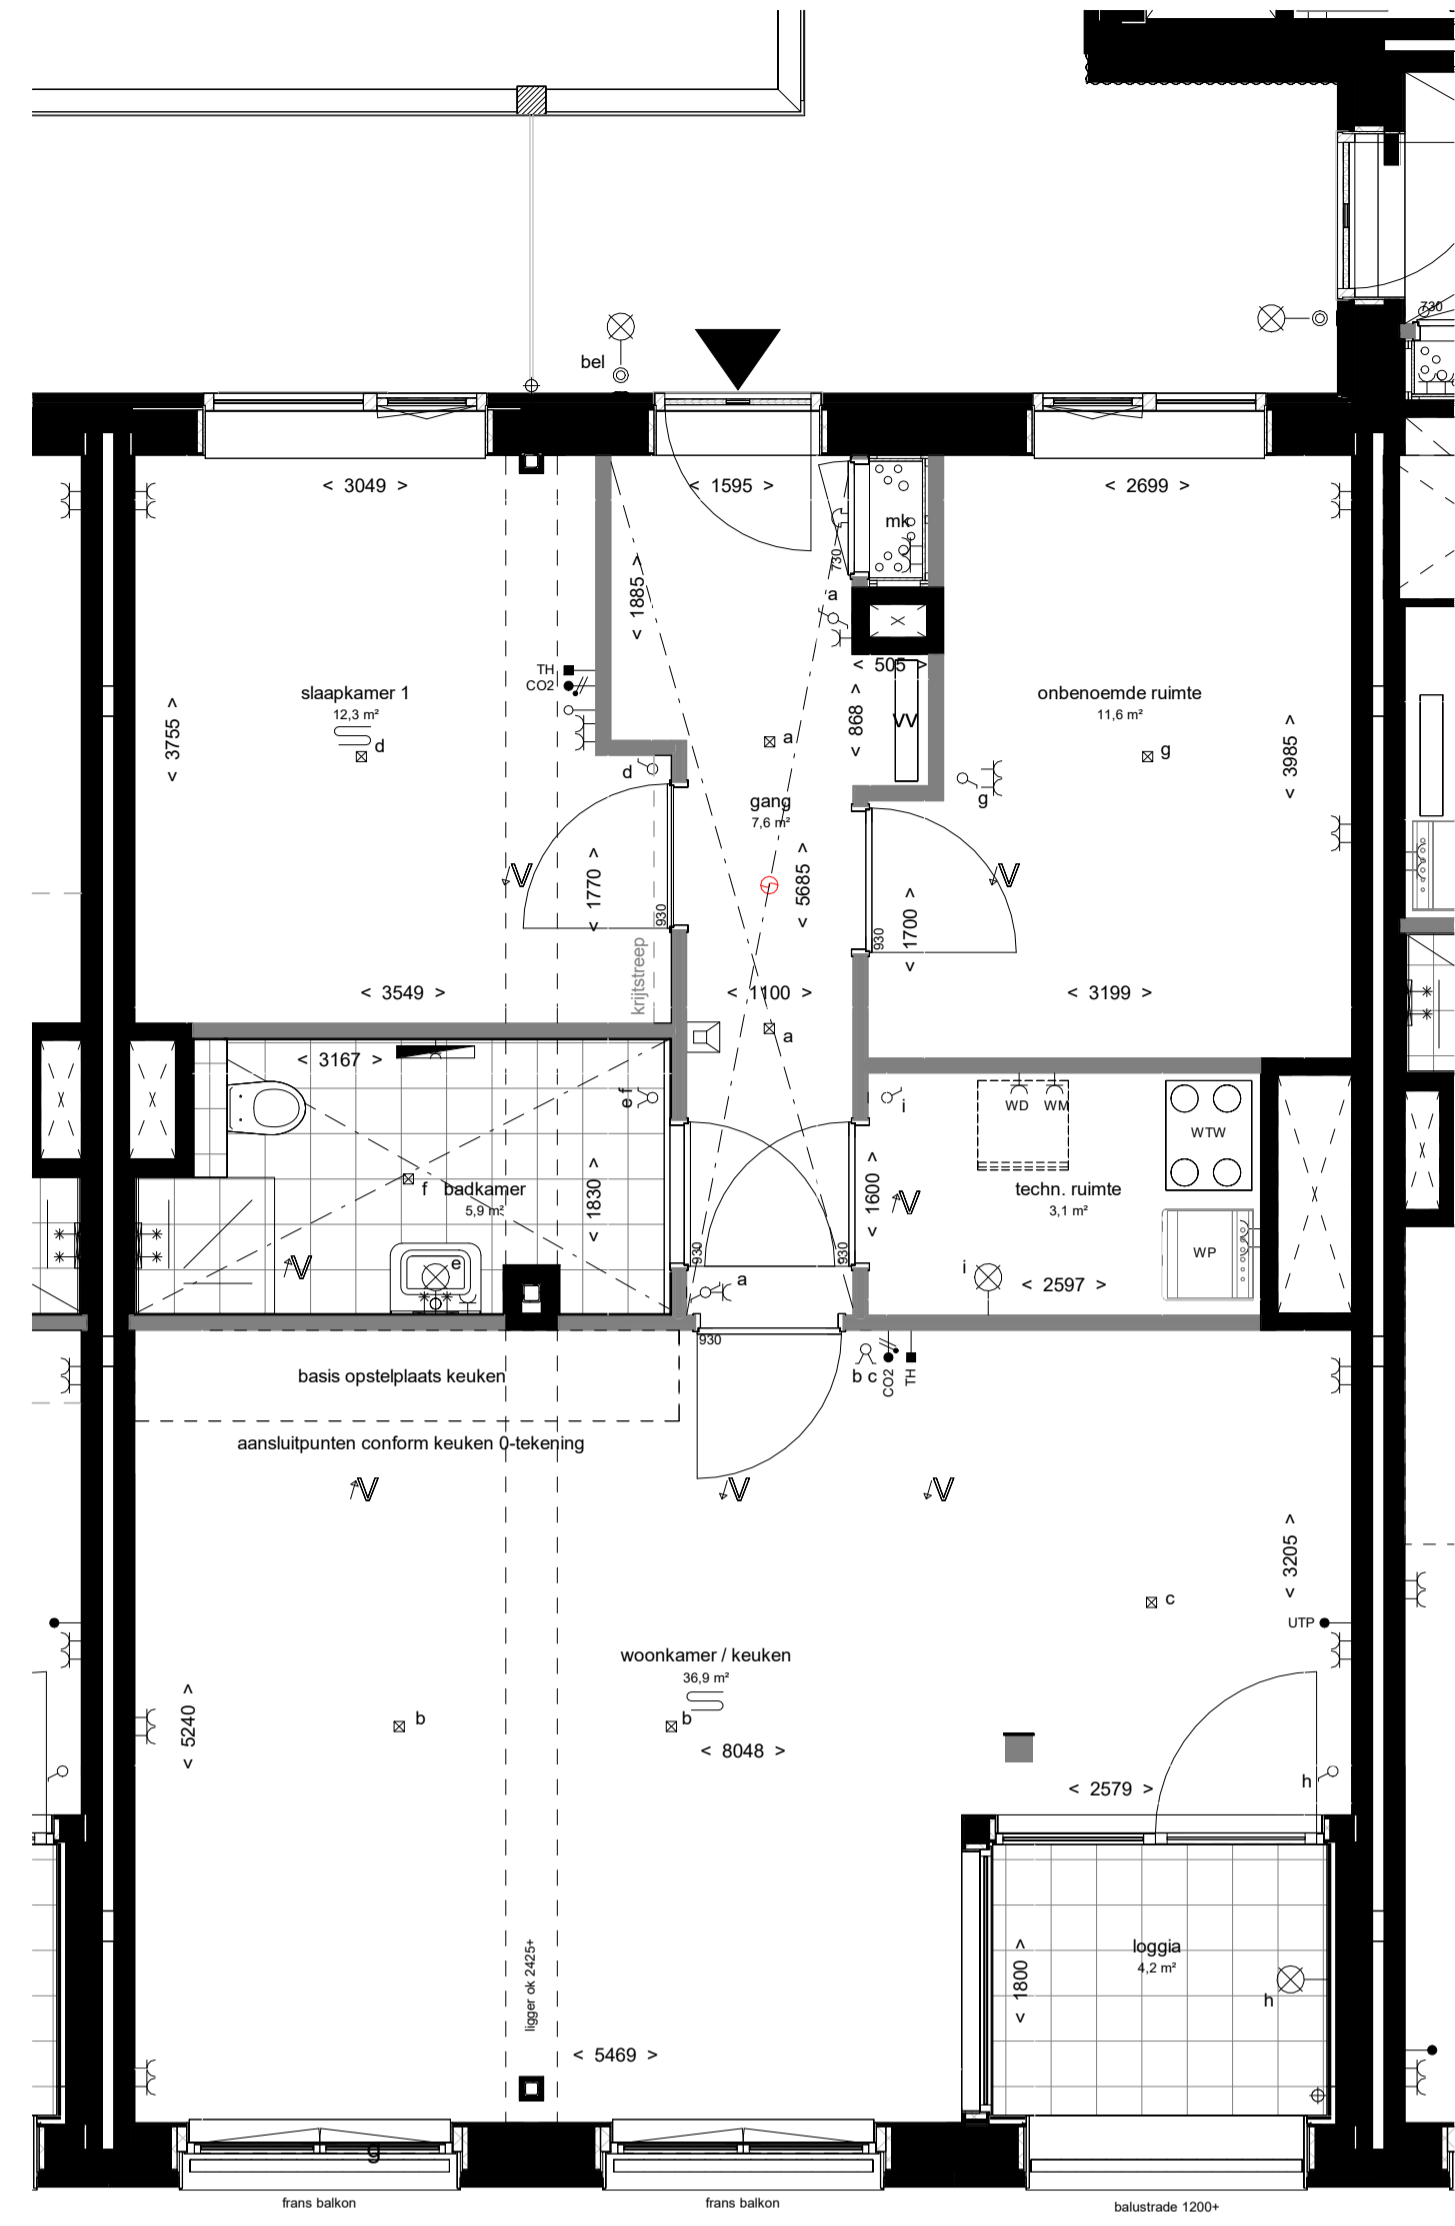 730
bel
< 3049 >
< 1595 >
< 2699 >
mk
730
< 1885 >
a
< 505 >
TH
CO2
slaapkamer 1
12,3 m²
d
onbenoemde ruimte
11,6 m²
g
< 3755 >
< 868 >
VV
< 3985 >
a
d
g
gang
7,6 m²
V
V
< 1770 >
930
< 5685 >
930
< 1700 >
krijtstreep
< 3549 >
< 1100 >
< 3199 >
a
< 3167 >
e f
i
WD
WM
WTW
f
badkamer
5,9 m²
< 1830 >
< 1600 >
V
techn. ruimte
3,1 m²
V
e
930
930
WP
i
a
< 2597 >
930
basis opstelplaats keuken
b c
CO2
TH
aansluitpunten conform keuken 0-tekening
V
V
V
< 3205 >
c
UTP
woonkamer / keuken
36,9 m²
< 5240 >
b
b
< 8048 >
< 2579 >
h
ligger ok 2425+
loggia
4,2 m²
< 1800 >
h
< 5469 >
g
frans balkon
frans balkon
balustrade 1200+